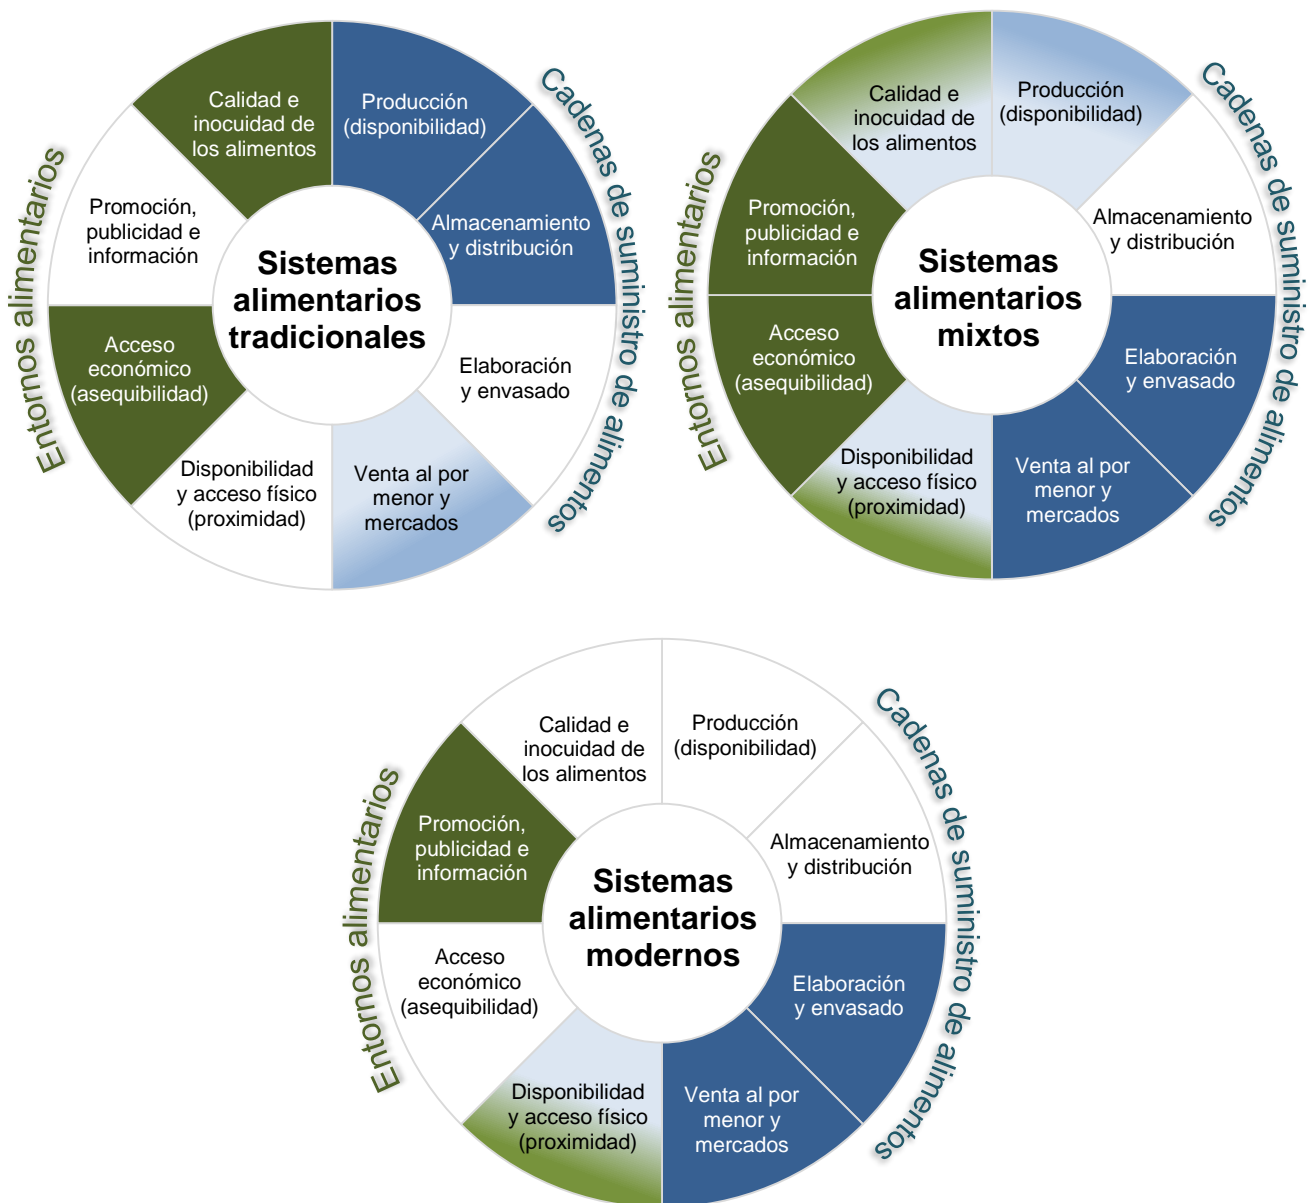 Entornos alimentarios
Cadenas de suministro de alimentos
Calidad e
inocuidad de
los alimentos
Producción
(disponibilidad)
Almacenamiento
y distribución
Elaboración
y envasado
Venta al por
menor y
mercados
Disponibilidad
y acceso físico
(proximidad)
Acceso
económico
(asequibilidad)
Promoción,
publicidad e
información
Sistemas
alimentarios
tradicionales
Entornos alimentarios
Cadenas de suministro de alimentos
Calidad e
inocuidad de
los alimentos
Producción
(disponibilidad)
Almacenamiento
y distribución
Elaboración
y envasado
Venta al por
menor y
mercados
Disponibilidad
y acceso físico
(proximidad)
Acceso
económico
(asequibilidad)
Promoción,
publicidad e
información
Sistemas
alimentarios
mixtos
Entornos alimentarios
Cadenas de suministro de alimentos
Calidad e
inocuidad de
los alimentos
Producción
(disponibilidad)
Almacenamiento
y distribución
Elaboración
y envasado
Venta al por
menor y
mercados
Disponibilidad
y acceso físico
(proximidad)
Acceso
económico
(asequibilidad)
Promoción,
publicidad e
información
Sistemas
alimentarios
modernos